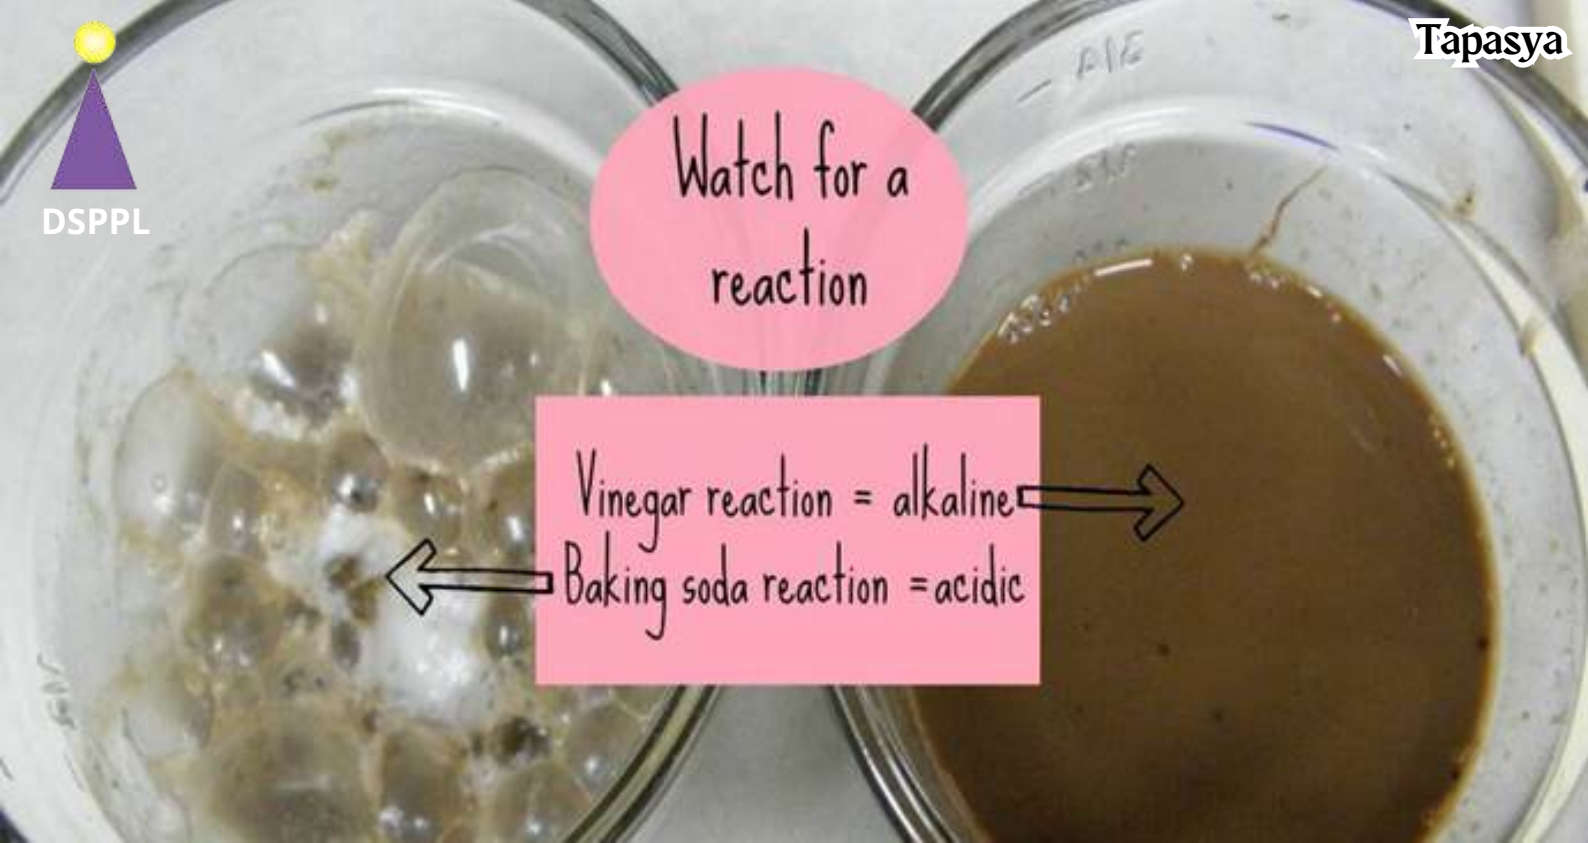 Tapasya
DSPPL
Watch for a
reaction
Vinegar reaction = alkaline
Baking soda reaction = acidic